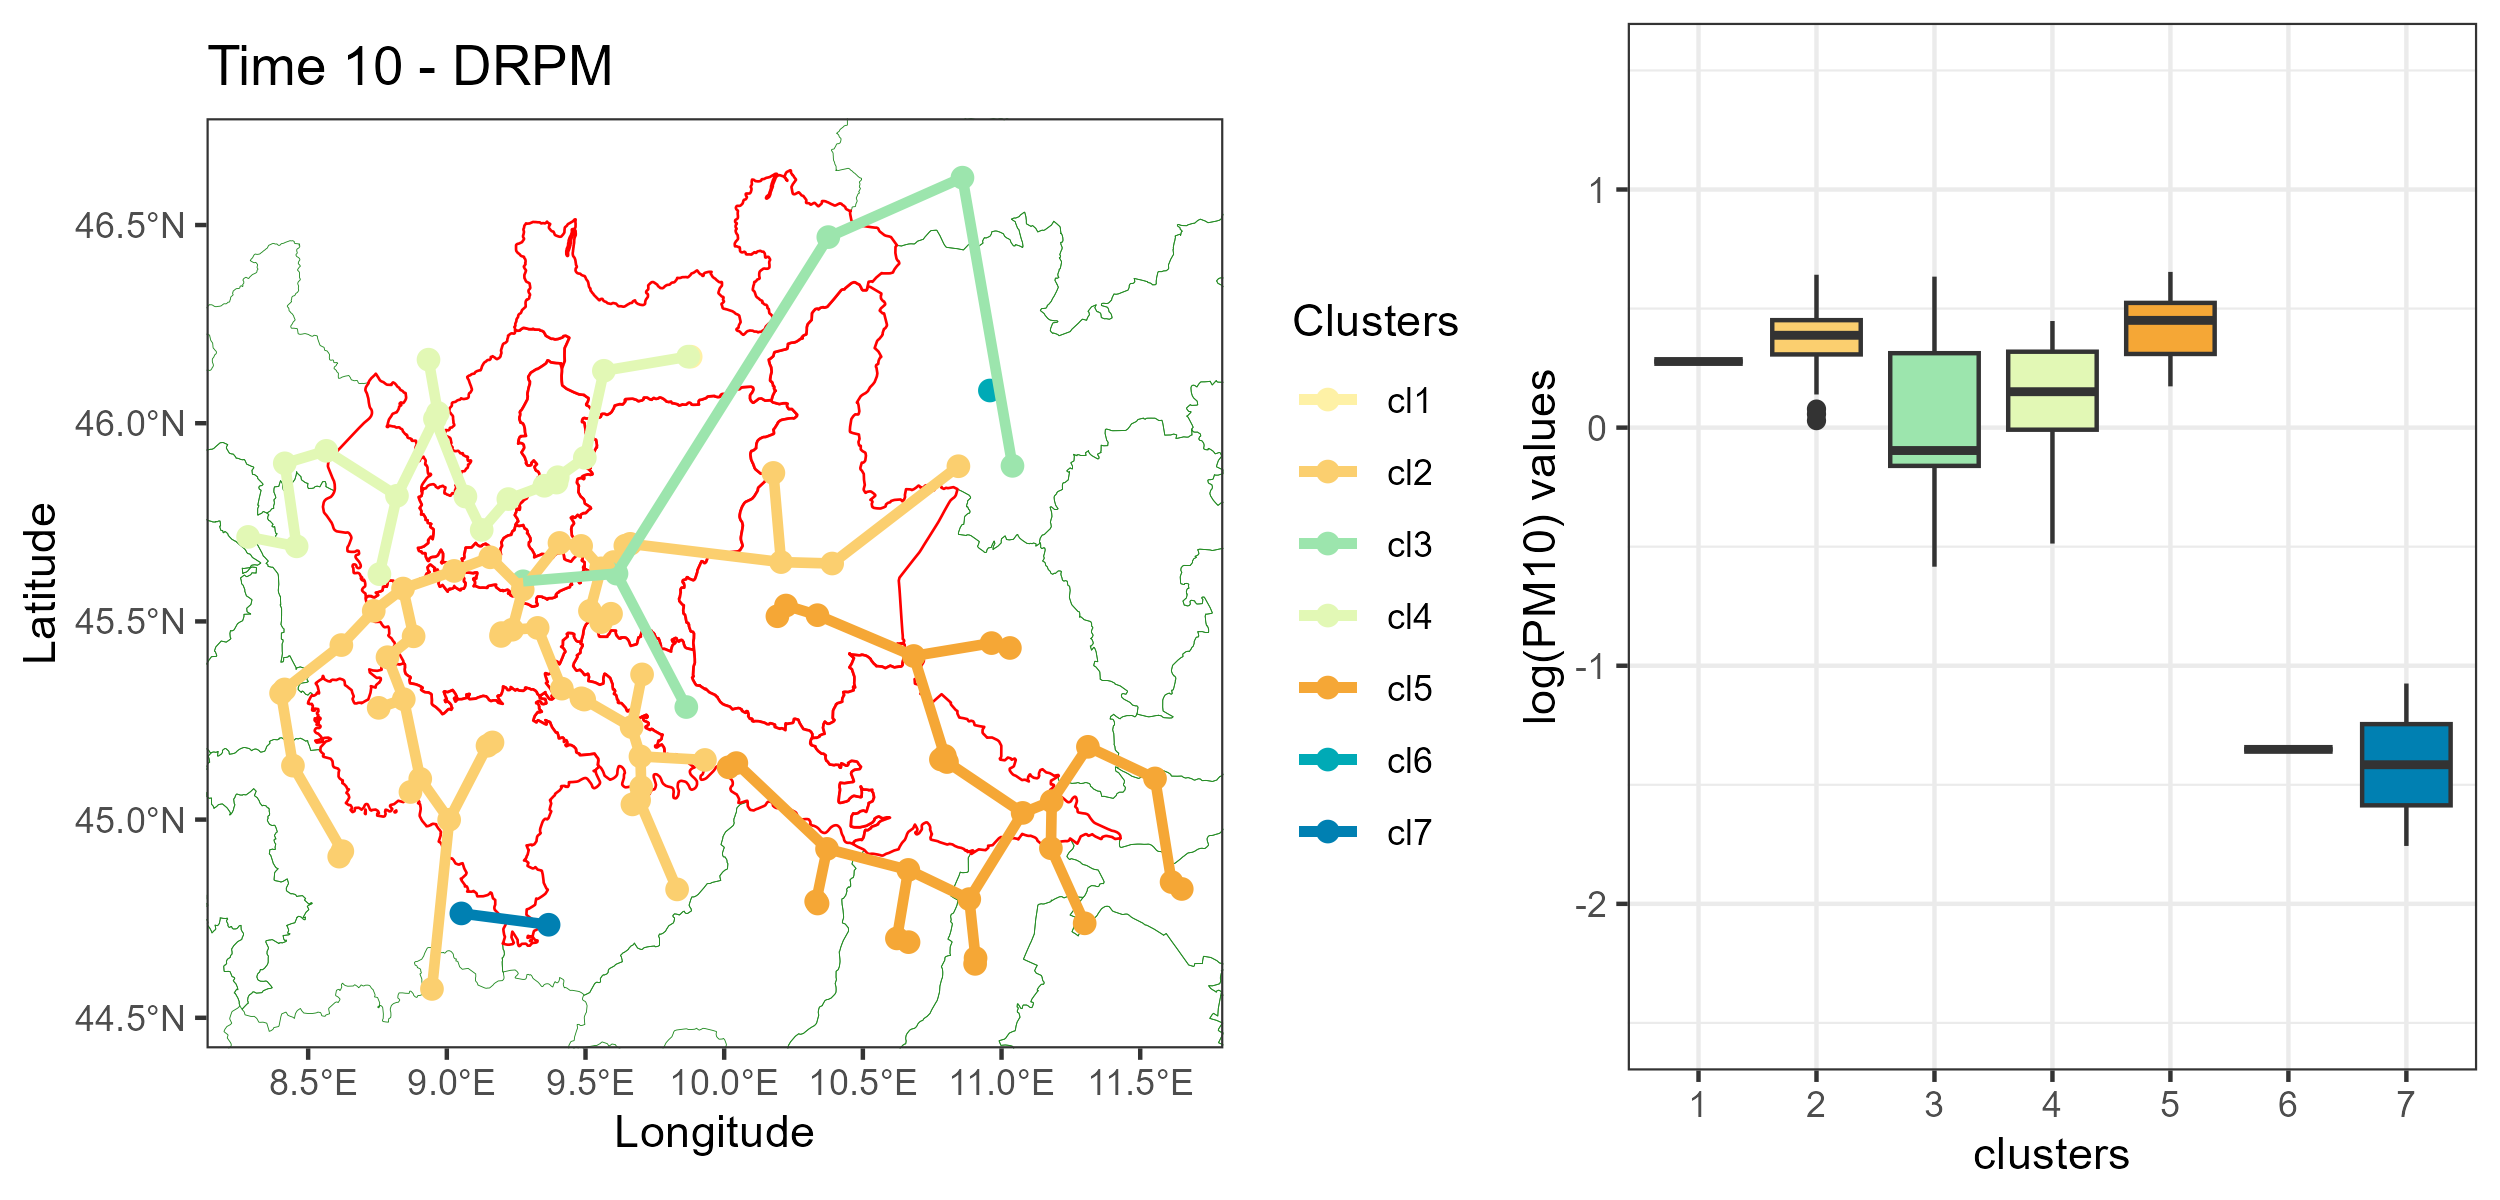 Time 10 - DRPM
Latitude
46.5°N
46.0°N
45.5°N
45.0°N
44.5°N
8.5°E 9.0°E 9.5°E 10.0°E 10.5°E 11.0°E 11.5°E
Longitude
Clusters
cl1
cl2
cl3
cl4
cl5
cl6
cl7
log(PM10) values
1
0
-1
-2
1 2 3 4 5 6 7
clusters